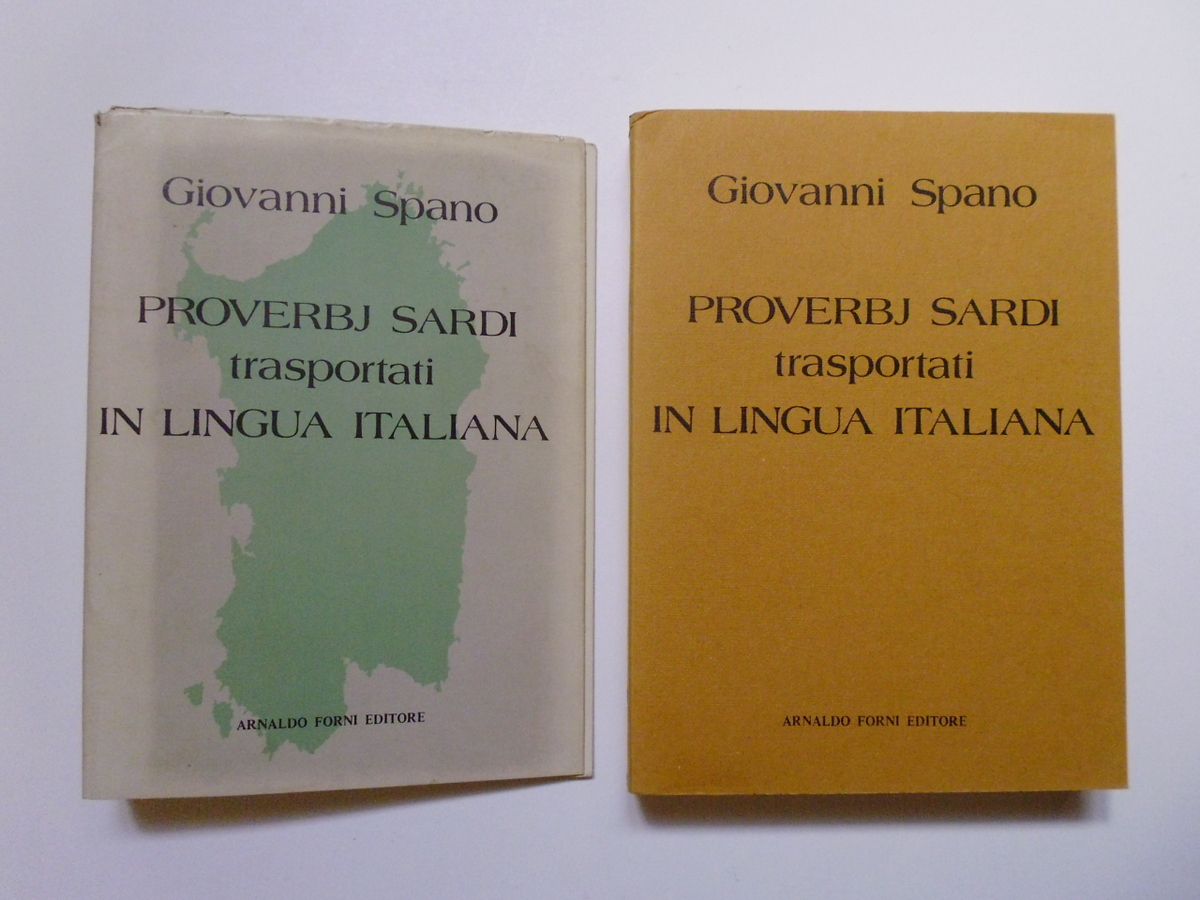 Giovanni Spano
PROVERBJ SARDI
trasportati
IN LINGUA ITALIANA
ARNALDO FORNI EDITORE
Giovanni Spano
PROVERBJ SARDI
trasportati
IN LINGUA ITALIANA
ARNALDO FORNI EDITORE